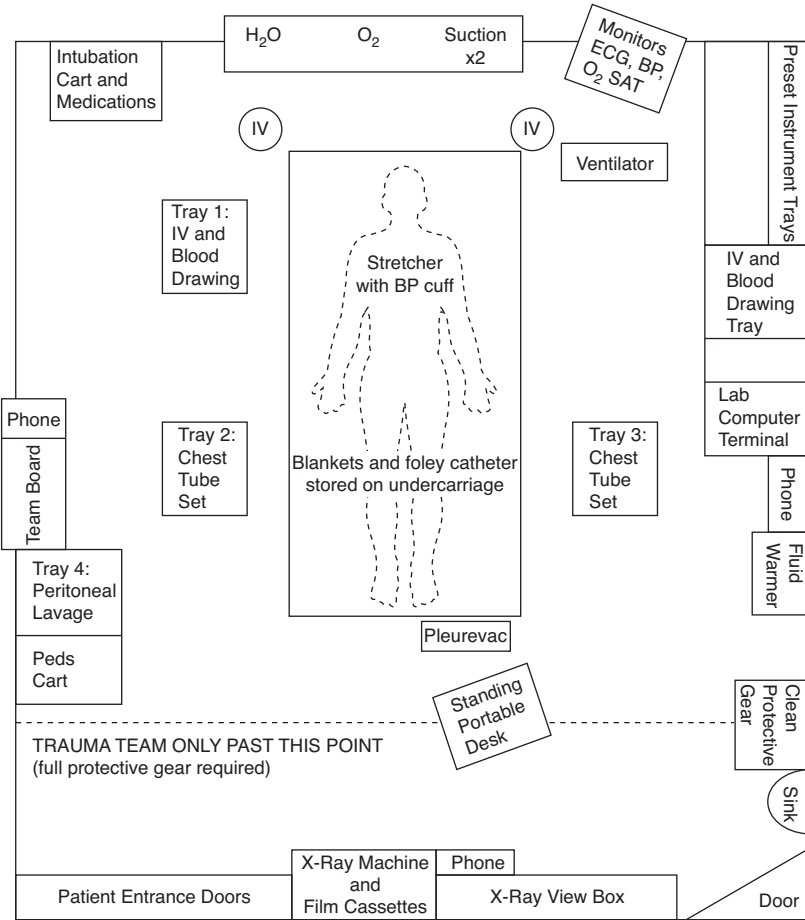 H₂O
O₂
Suction
x2
Monitors
ECG, BP,
O₂ SAT
Intubation
Cart and
Medications
Preset Instrument Trays
IV
IV
Ventilator
Tray 1:
IV and
Blood
Drawing
Stretcher
with BP cuff
IV and
Blood
Drawing
Tray
Lab
Computer
Terminal
Phone
Team Board
Tray 2:
Chest
Tube
Set
Blankets and foley catheter
stored on undercarriage
Tray 3:
Chest
Tube
Set
Phone
Fluid
Warmer
Tray 4:
Peritoneal
Lavage
Peds
Cart
Pleurevac
Standing
Portable
Desk
Clean
Protective
Gear
TRAUMA TEAM ONLY PAST THIS POINT
(full protective gear required)
Sink
Patient Entrance Doors
X-Ray Machine
and
Film Cassettes
Phone
X-Ray View Box
Door